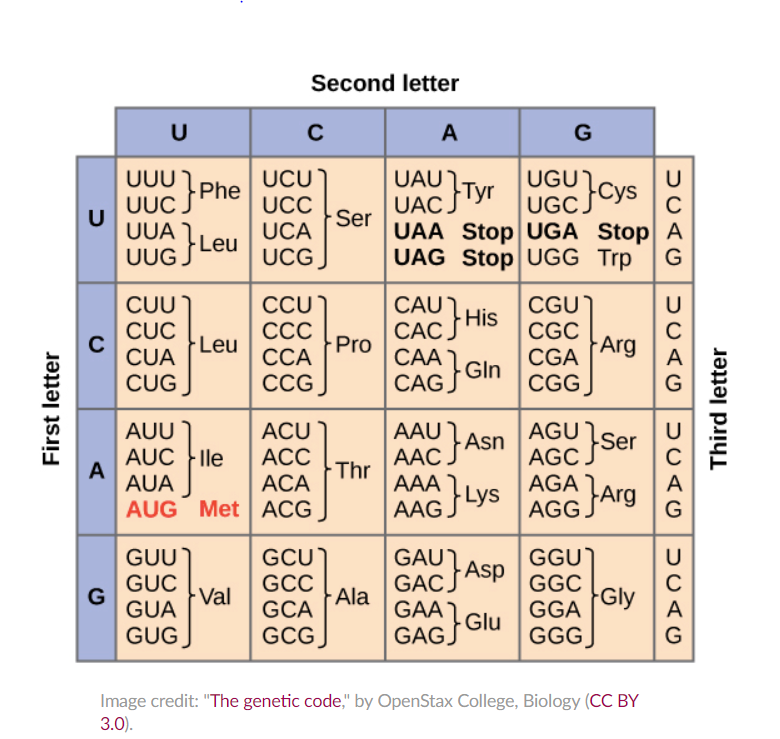 Second letter
U C A G
First letter
Third letter
U
UUU Phe UCU Ser UAU Tyr UGU Cys U
UUC UCC UAC UGC C
UUA Leu UCA UAA Stop UGA Stop A
UUG UCG UAG Stop UGG Trp G
C
CUU Leu CCU Pro CAU His CGU Arg U
CUC CCC CAC CGC C
CUA CCA CAA Gln CGA A
CUG CCG CAG CGG G
A
AUU Ile ACU Thr AAU Asn AGU Ser U
AUC ACC AAC AGC C
AUA ACA AAA Lys AGA Arg A
AUG Met ACG AAG AGG G
G
GUU Val GCU Ala GAU Asp GGU Gly U
GUC GCC GAC GGC C
GUA GCA GAA Glu GGA A
GUG GCG GAG GGG G
Image credit: "The genetic code," by OpenStax College, Biology (CC BY
3.0).